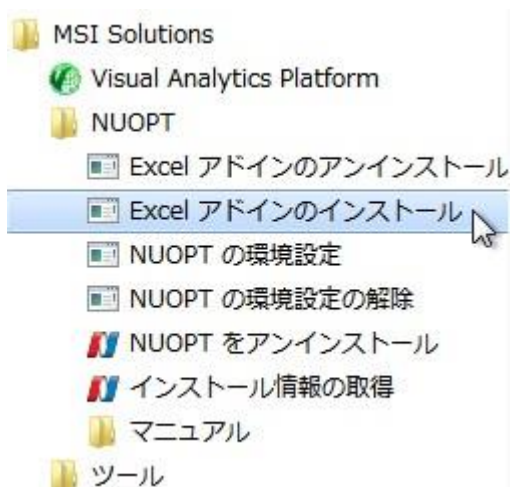 MSI Solutions
Visual Analytics Platform
NUOPT
Excel アドインのアンインストール
Excel アドインのインストール
NUOPT の環境設定
NUOPT の環境設定の解除
NUOPT をアンインストール
インストール情報の取得
マニュアル
ツール